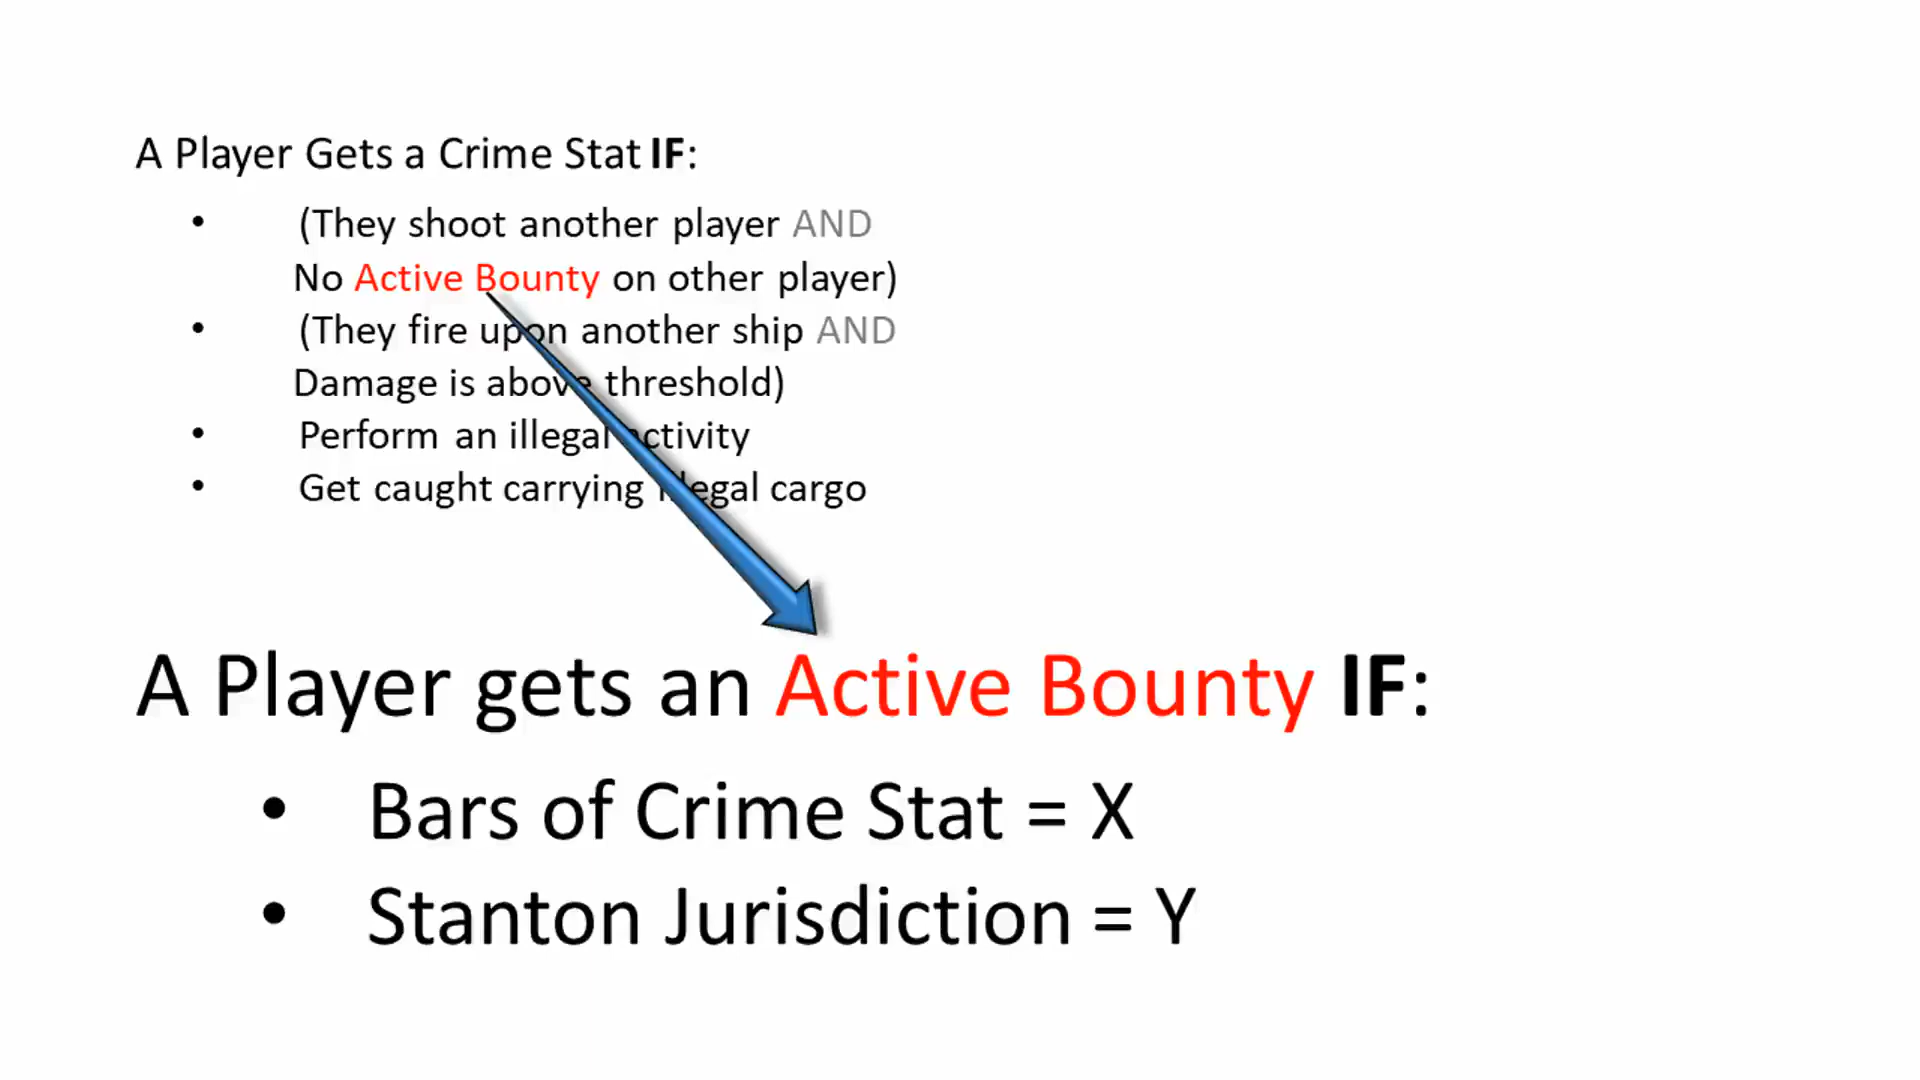 A Player Gets a Crime Stat IF:
• (They shoot another player AND
No Active Bounty on other player)
• (They fire upon another ship AND
Damage is above threshold)
• Perform an illegal activity
• Get caught carrying illegal cargo
A Player gets an Active Bounty IF:
• Bars of Crime Stat = X
• Stanton Jurisdiction = Y